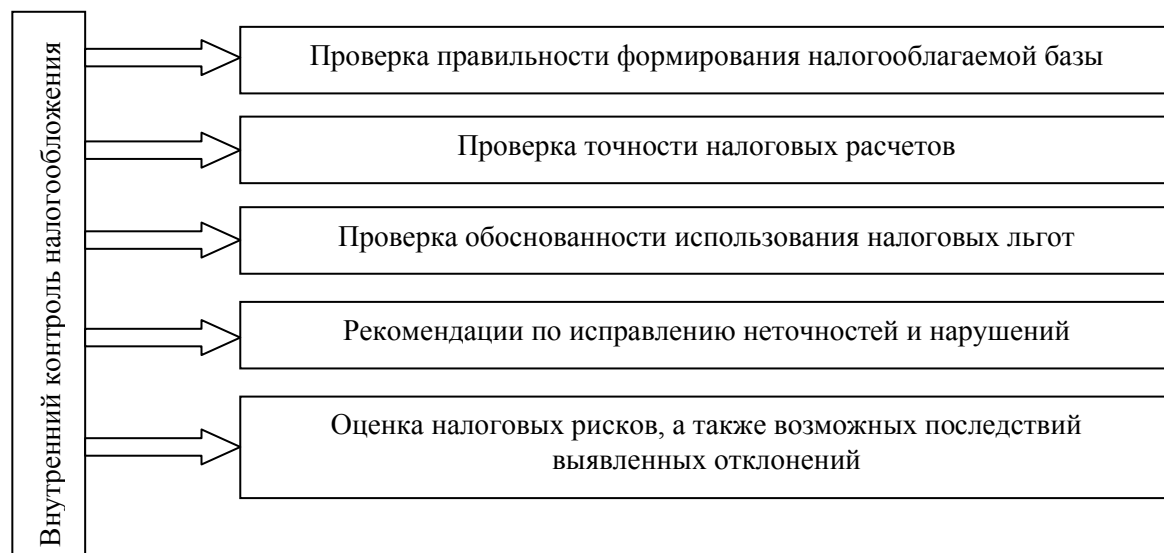 Внутренний контроль налогообложения
Проверка правильности формирования налогооблагаемой базы
Проверка точности налоговых расчетов
Проверка обоснованности использования налоговых льгот
Рекомендации по исправлению неточностей и нарушений
Оценка налоговых рисков, а также возможных последствий
выявленных отклонений